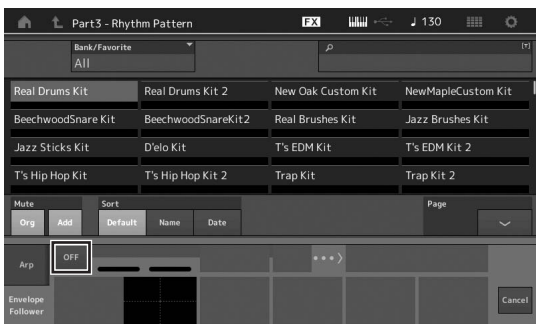 Part3 - Rhythm Pattern FX ♩ 130
Bank/Favorite
All
[T]
Real Drums Kit Real Drums Kit 2 New Oak Custom Kit NewMapleCustom Kit
BeechwoodSnare Kit BeechwoodSnareKit2 Real Brushes Kit Jazz Brushes Kit
Jazz Sticks Kit D'elo Kit T's EDM Kit T's EDM Kit 2
T's Hip Hop Kit T's Hip Hop Kit 2 Trap Kit Trap Kit 2
Mute Sort Page
Org Add Default Name Date
Arp OFF
Envelope
Follower
Cancel